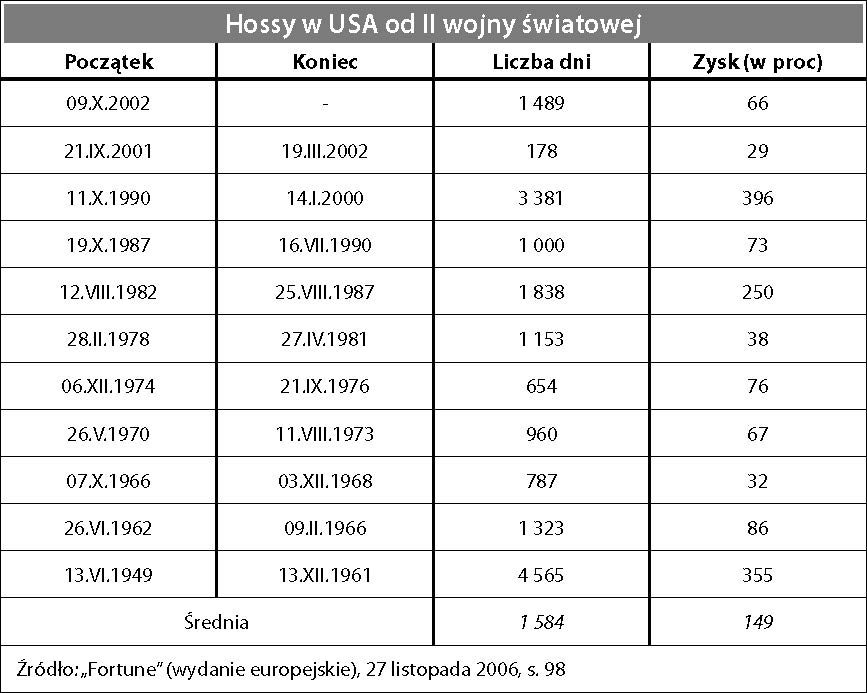 Hossy w USA od II wojny światowej
Początek Koniec Liczba dni Zysk (w proc)
09.X.2002 - 1 489 66
21.IX.2001 19.III.2002 178 29
11.X.1990 14.I.2000 3 381 396
19.X.1987 16.VII.1990 1 000 73
12.VIII.1982 25.VIII.1987 1 838 250
28.II.1978 27.IV.1981 1 153 38
06.XII.1974 21.IX.1976 654 76
26.V.1970 11.VIII.1973 960 67
07.X.1966 03.XII.1968 787 32
26.VI.1962 09.II.1966 1 323 86
13.VI.1949 13.XII.1961 4 565 355
Średnia 1 584 149
Źródło: „Fortune” (wydanie europejskie), 27 listopada 2006, s. 98